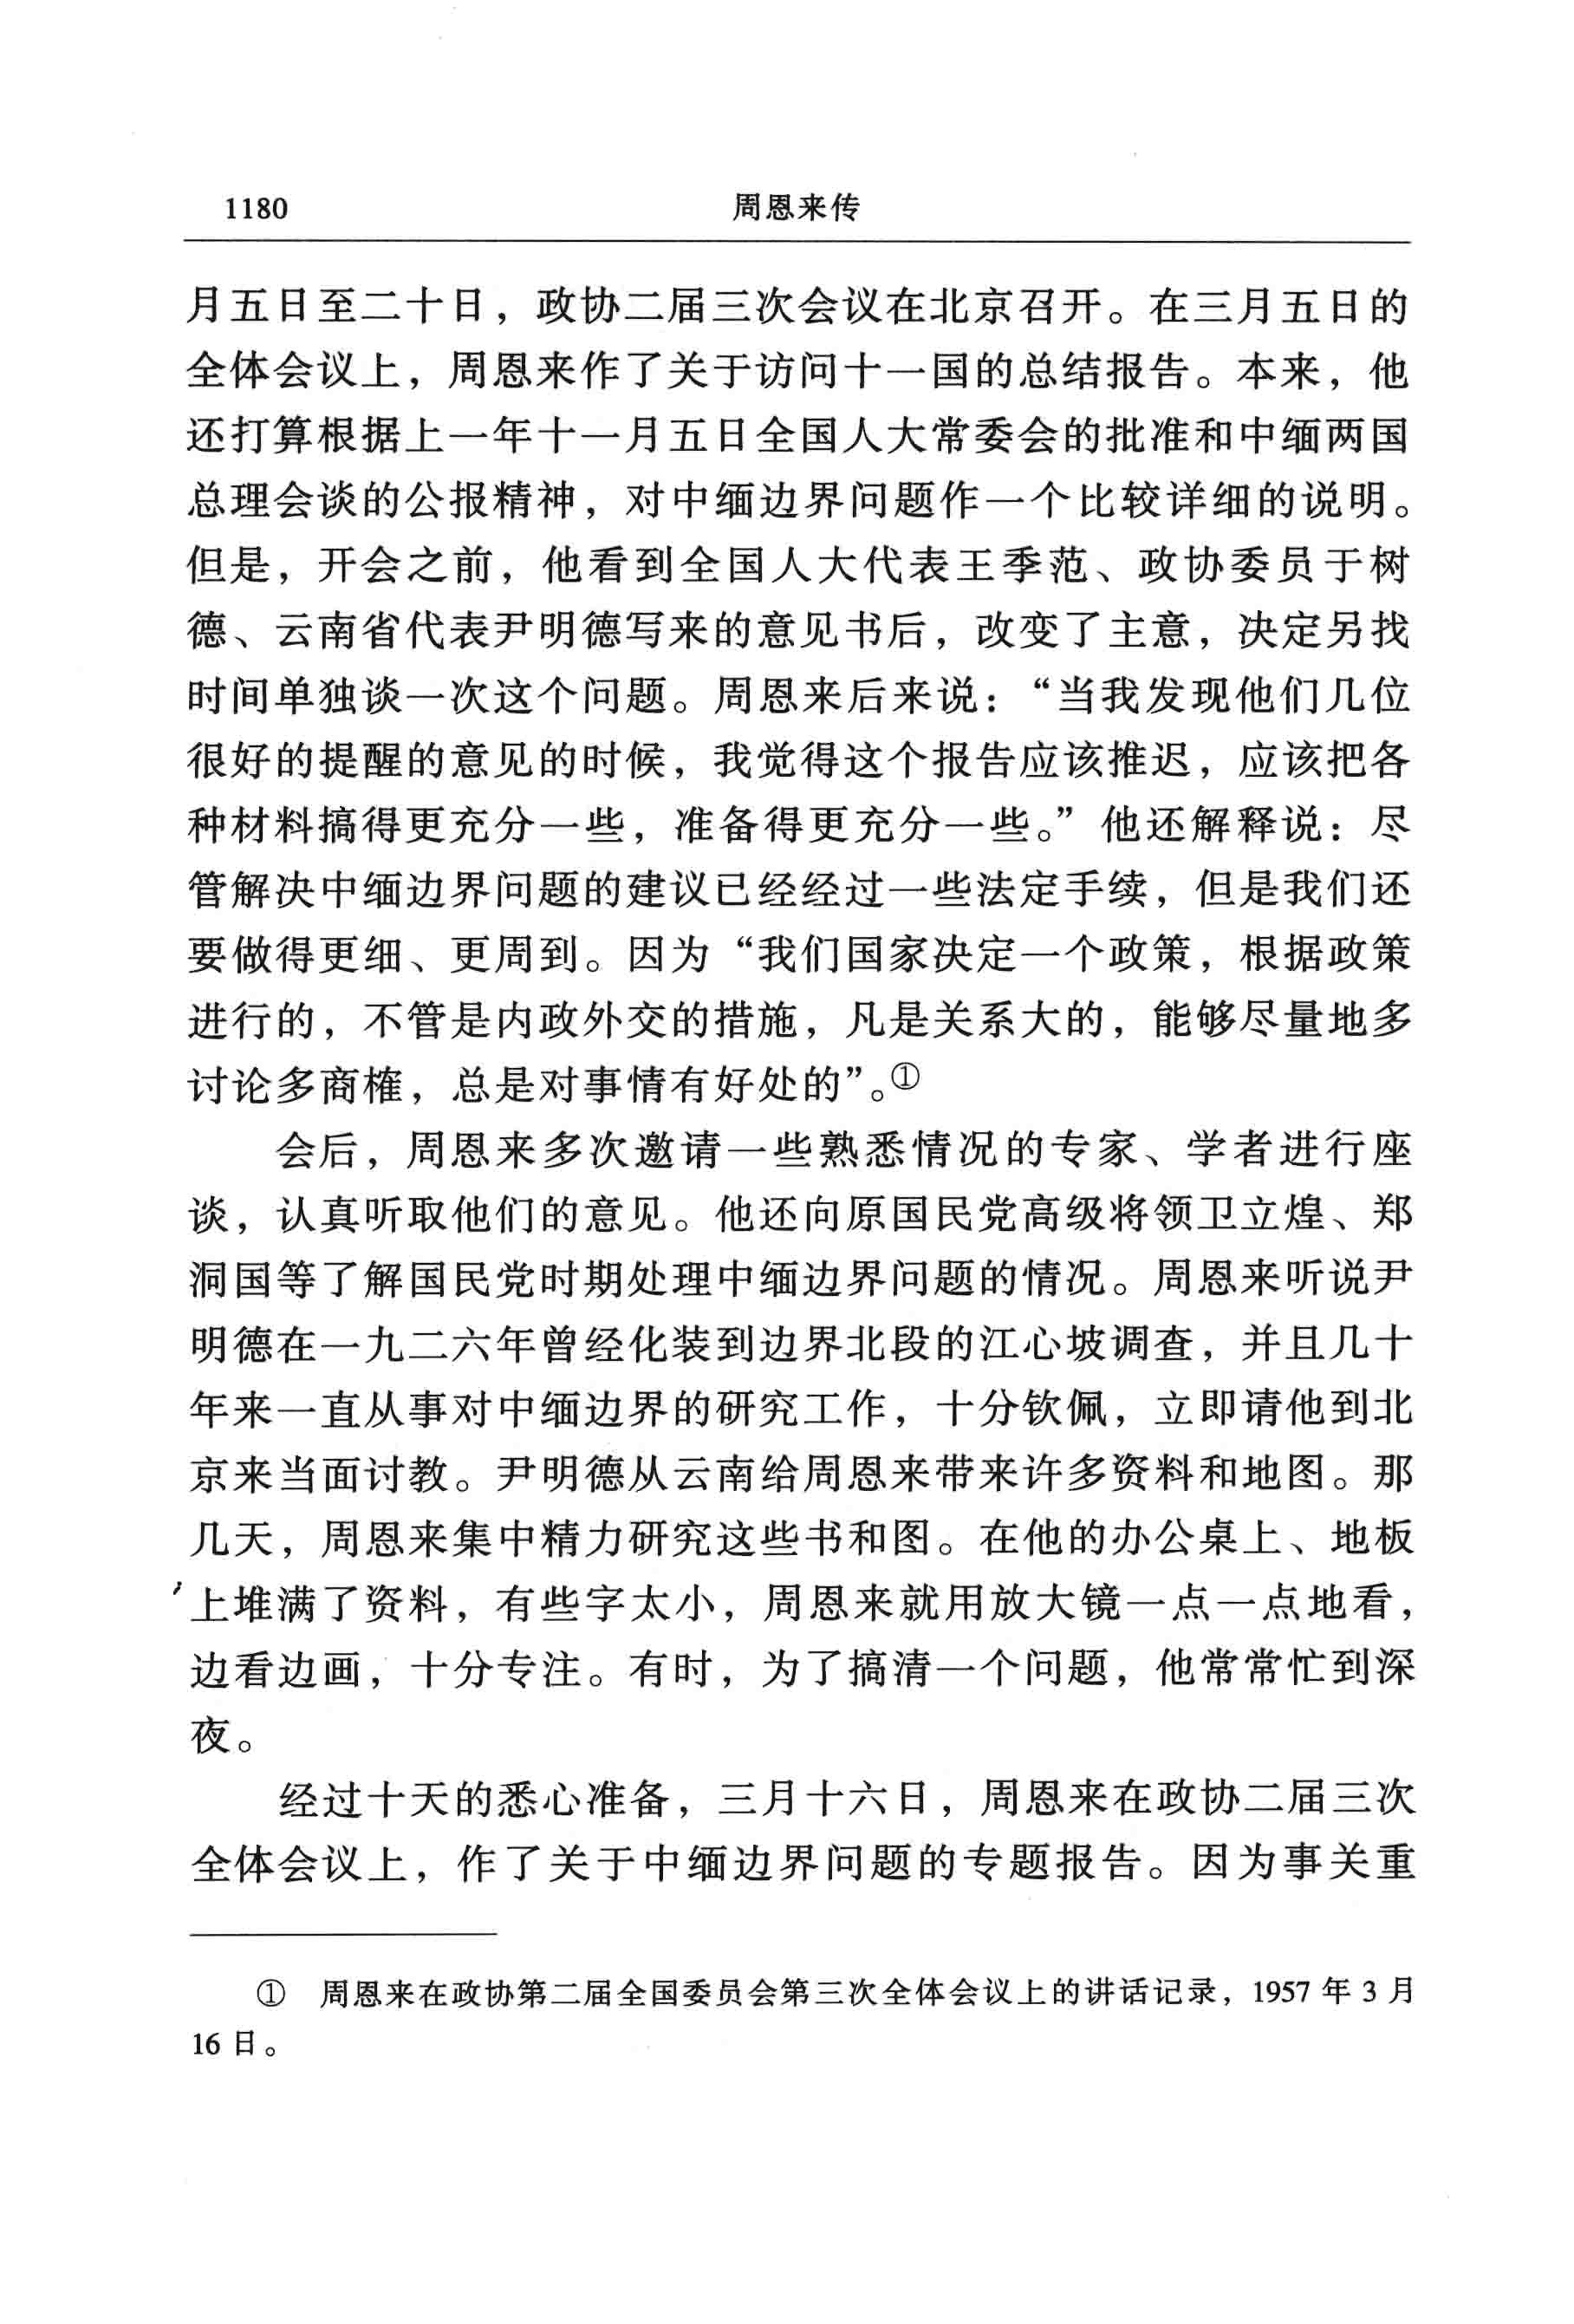 1180
周恩来传
月五日至二十日，政协二届三次会议在北京召开。在三月五日的
全体会议上，周恩来作了关于访问十一国的总结报告。本来，他
还打算根据上一年十一月五日全国人大常委会的批准和中缅两国
总理会谈的公报精神，对中缅边界问题作一个比较详细的说明。
但是，开会之前，他看到全国人大代表王季范、政协委员于树
德、云南省代表尹明德写来的意见书后，改变了主意，决定另找
时间单独谈一次这个问题。周恩来后来说：“当我发现他们几位
很好的提醒的意见的时候，我觉得这个报告应该推迟，应该把各
种材料搞得更充分一些，准备得更充分一些。”他还解释说：尽
管解决中缅边界问题的建议已经经过一些法定手续，但是我们还
要做得更细、更周到。因为“我们国家决定一个政策，根据政策
进行的，不管是内政外交的措施，凡是关系大的，能够尽量地多
讨论多商榷，总是对事情有好处的”。①
会后，周恩来多次邀请一些熟悉情况的专家、学者进行座
谈，认真听取他们的意见。他还向原国民党高级将领卫立煌、郑
洞国等了解国民党时期处理中缅边界问题的情况。周恩来听说尹
明德在一九二六年曾经化装到边界北段的江心坡调查，并且几十
年来一直从事对中缅边界的研究工作，十分钦佩，立即请他到北
京来当面讨教。尹明德从云南给周恩来带来许多资料和地图。那
几天，周恩来集中精力研究这些书和图。在他的办公桌上、地板
上堆满了资料，有些字太小，周恩来就用放大镜一点一点地看，
边看边画，十分专注。有时，为了搞清一个问题，他常常忙到深
夜。
经过十天的悉心准备，三月十六日，周恩来在政协二届三次
全体会议上，作了关于中缅边界问题的专题报告。因为事关重
① 周恩来在政协第二届全国委员会第三次全体会议上的讲话记录，1957 年 3 月
16 日。